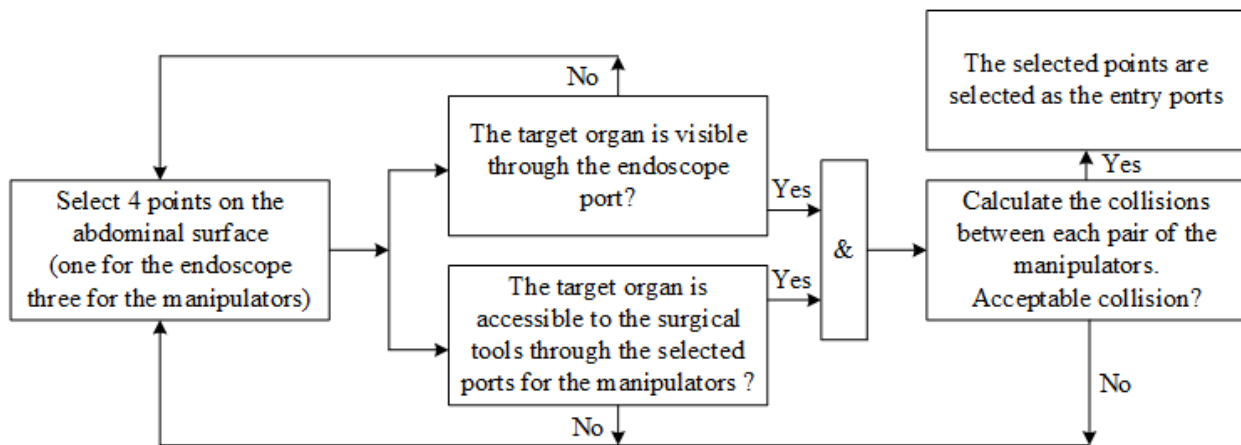 Select 4 points on the
abdominal surface
(one for the endoscope
three for the manipulators)
No
The target organ is visible
through the endoscope
port?
Yes
The target organ is
accessible to the surgical
tools through the selected
ports for the manipulators ?
Yes
No
&
Calculate the collisions
between each pair of the
manipulators.
Acceptable collision?
Yes
No
The selected points are
selected as the entry ports